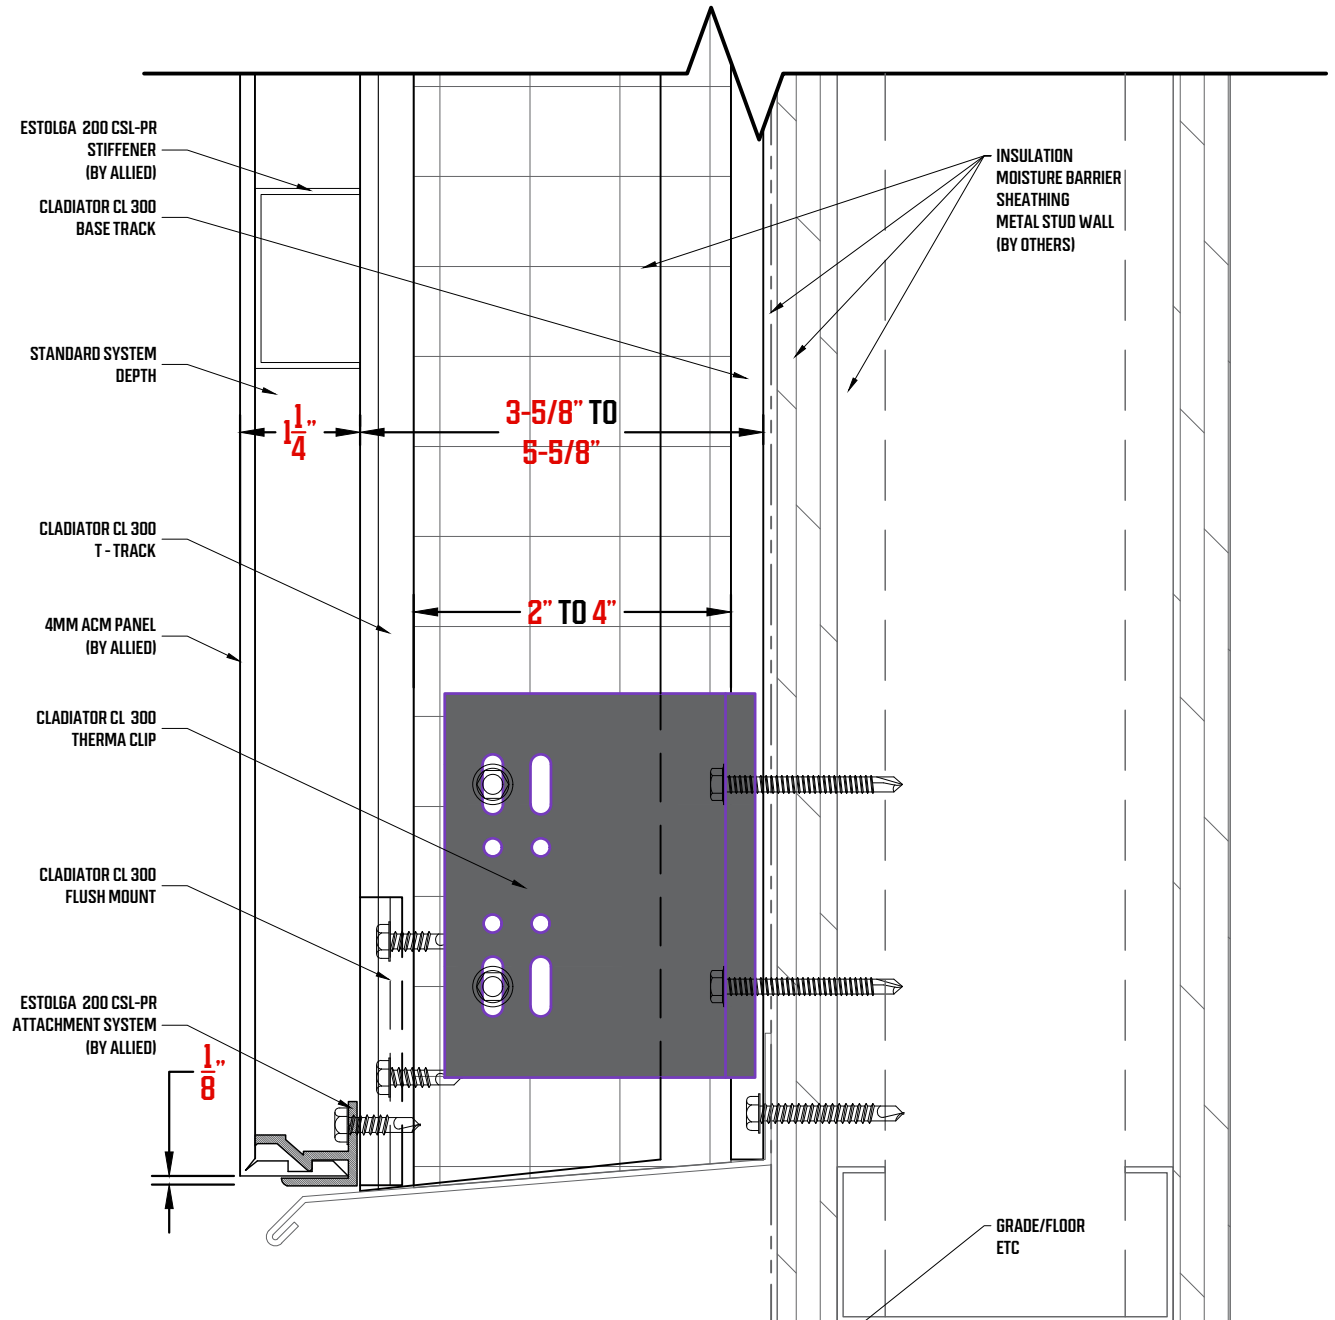 ESTOLGA 200 CSL-PR
STIFFENER
(BY ALLIED)
CLADIATOR CL 300
BASE TRACK
INSULATION
MOISTURE BARRIER
SHEATHING
METAL STUD WALL
(BY OTHERS)
STANDARD SYSTEM
DEPTH
1 1/4"
3-5/8" TO
5-5/8"
CLADIATOR CL 300
T - TRACK
2" TO 4"
4MM ACM PANEL
(BY ALLIED)
CLADIATOR CL 300
THERMA CLIP
CLADIATOR CL 300
FLUSH MOUNT
ESTOLGA 200 CSL-PR
ATTACHMENT SYSTEM
(BY ALLIED)
1/8"
GRADE/FLOOR
ETC